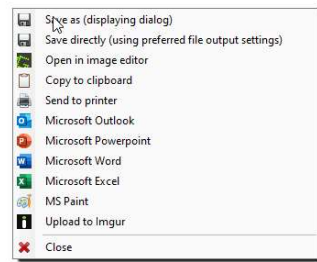 Save as (displaying dialog)
Save directly (using preferred file output settings)
Open in image editor
Copy to clipboard
Send to printer
Microsoft Outlook
Microsoft Powerpoint
Microsoft Word
Microsoft Excel
MS Paint
Upload to Imgur
Close